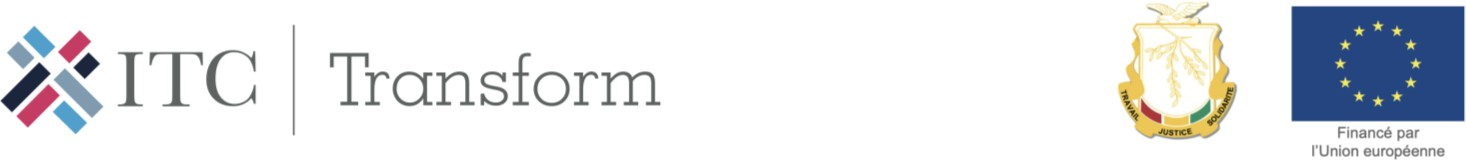 ITC
Transform
TRAVAIL
JUSTICE
SOLIDARITE
Financé par
l'Union européenne